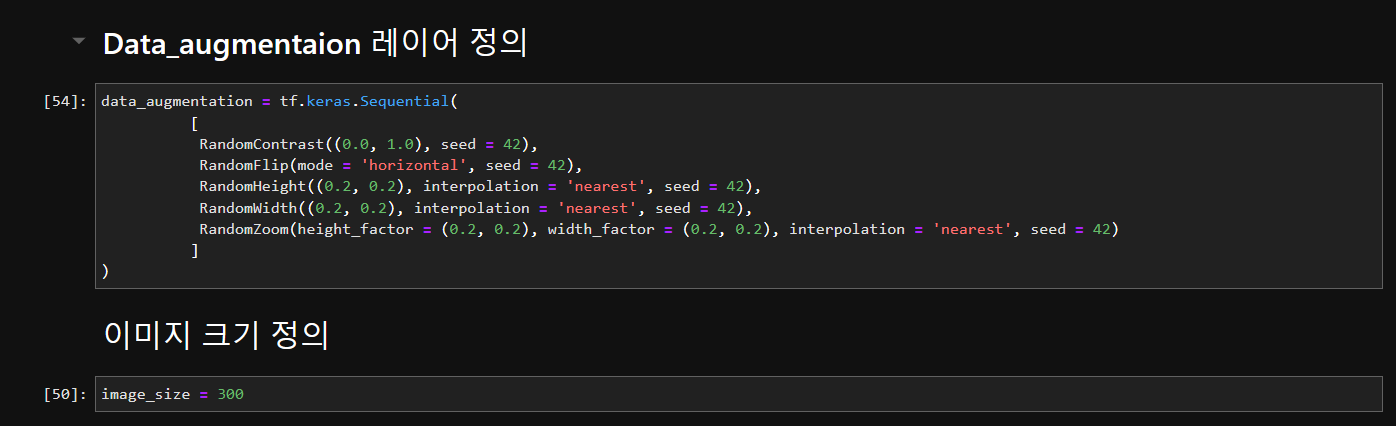 Data_augmentaion 레이어 정의
[54]: data_augmentation = tf.keras.Sequential(
[
RandomContrast((0.0, 1.0), seed = 42),
RandomFlip(mode = 'horizontal', seed = 42),
RandomHeight((0.2, 0.2), interpolation = 'nearest', seed = 42),
RandomWidth((0.2, 0.2), interpolation = 'nearest', seed = 42),
RandomZoom(height_factor = (0.2, 0.2), width_factor = (0.2, 0.2), interpolation = 'nearest', seed = 42)
]
)
이미지 크기 정의
[50]: image_size = 300